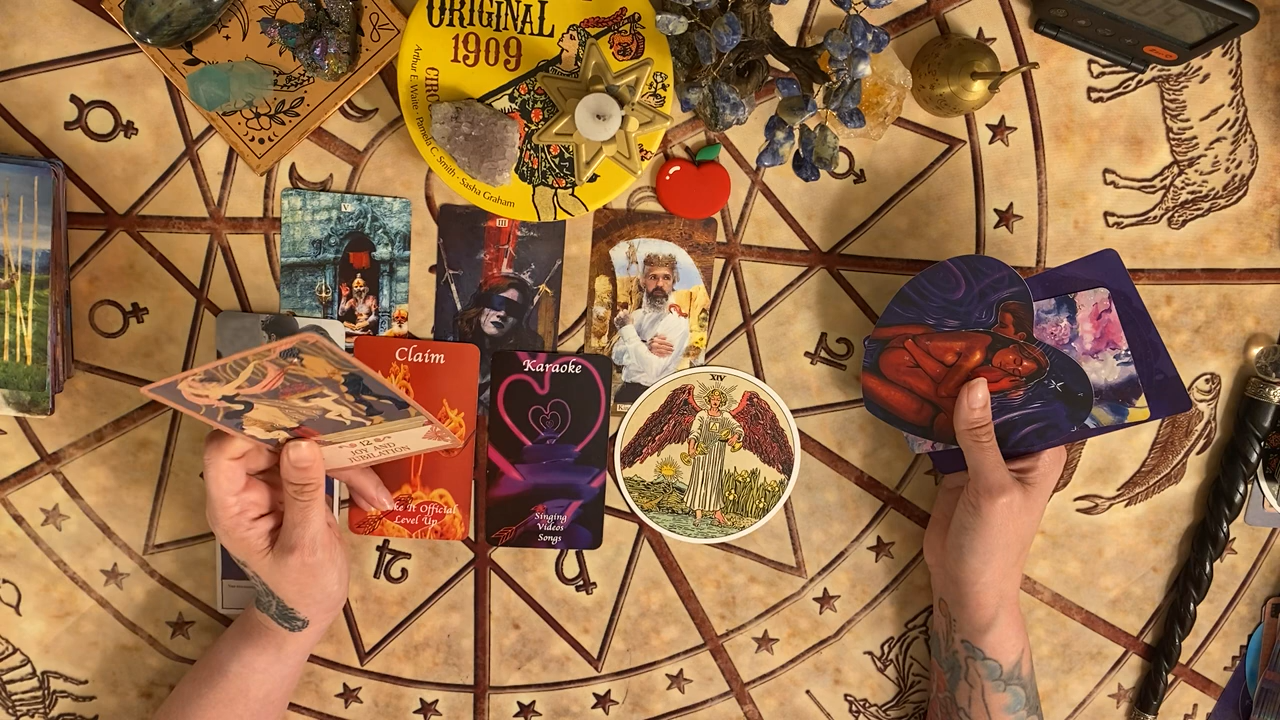 ORIGINAL
1909
Arthur E. Waite · Pamela C. Smith · Sasha Graham
V
III
Claim
Make It Official
Level Up
Karaoke
Singing
Videos
Songs
XIV
12
JOY AND
JUBILATION